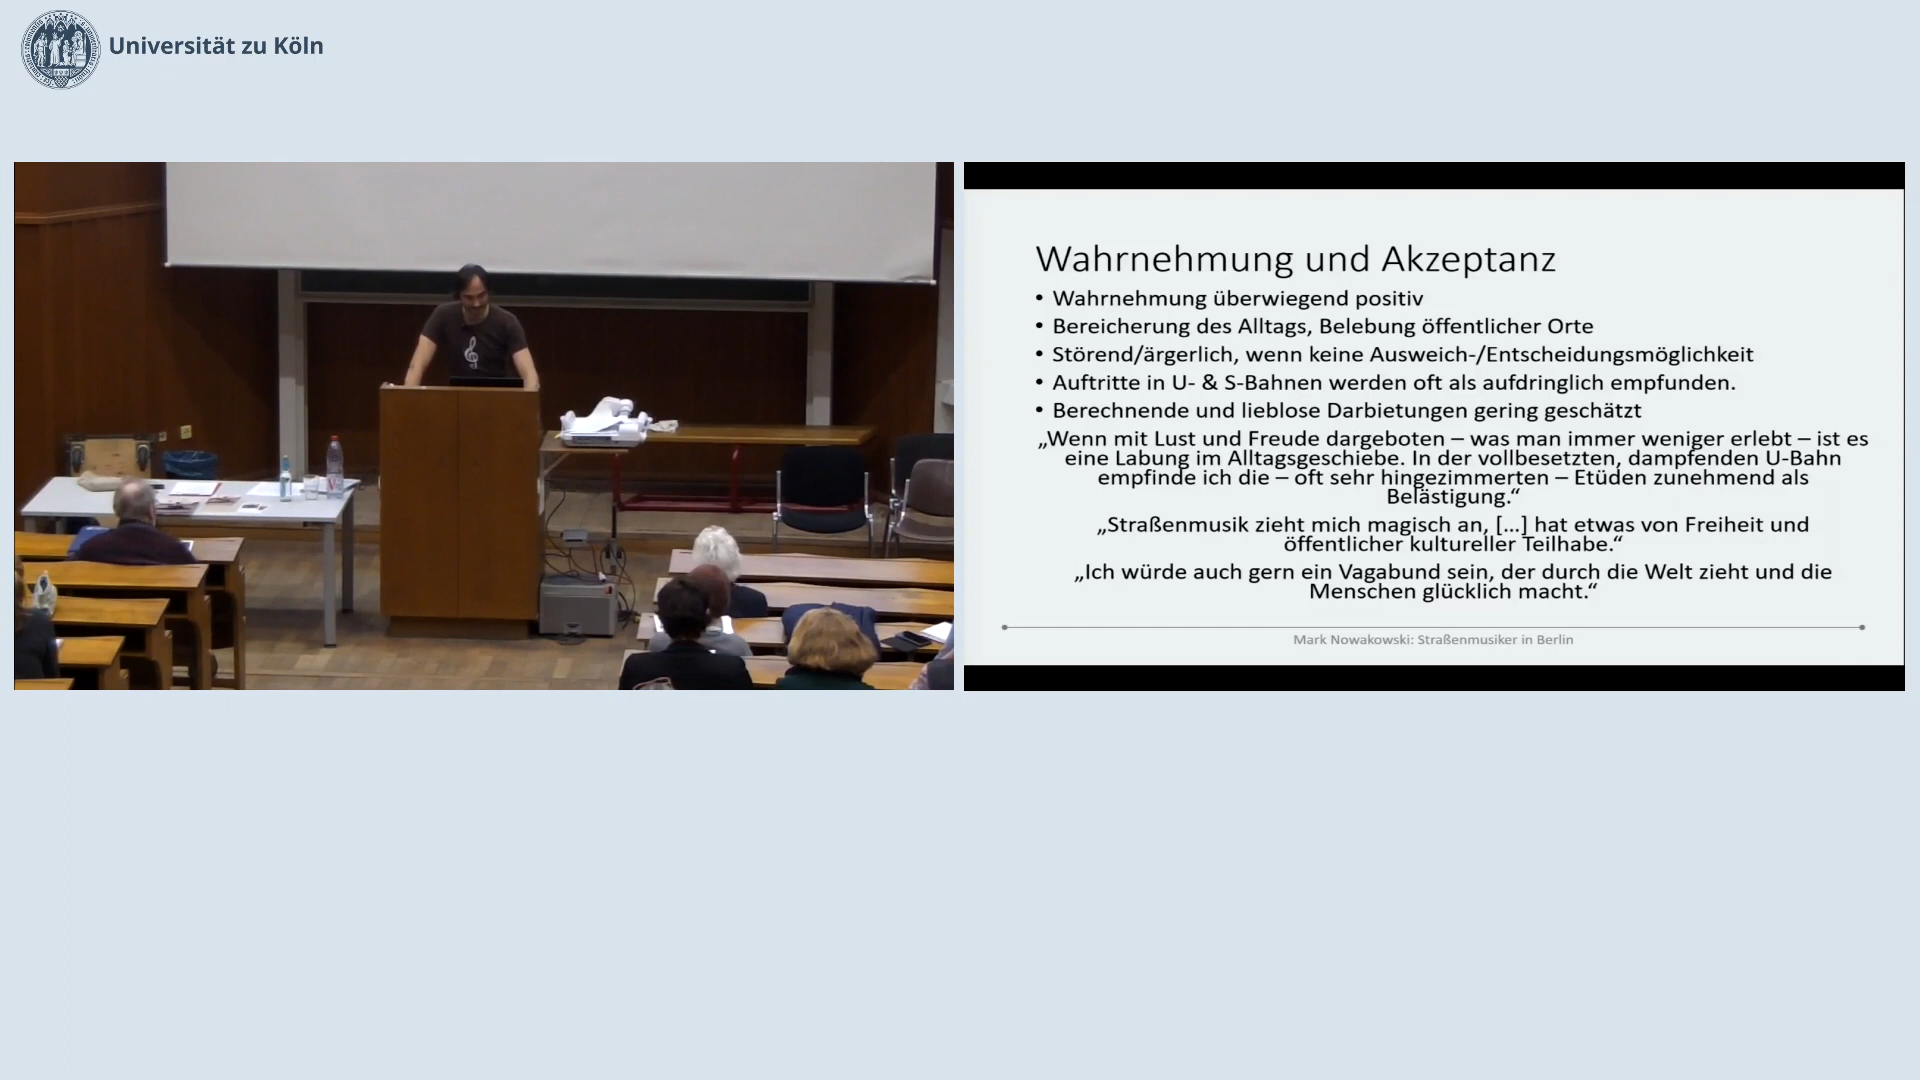 Universität zu Köln
Wahrnehmung und Akzeptanz
• Wahrnehmung überwiegend positiv
• Bereicherung des Alltags, Belebung öffentlicher Orte
• Störend/ärgerlich, wenn keine Ausweich-/Entscheidungsmöglichkeit
• Auftritte in U- & S-Bahnen werden oft als aufdringlich empfunden.
• Berechnende und lieblose Darbietungen gering geschätzt
„Wenn mit Lust und Freude dargeboten – was man immer weniger erlebt – ist es
eine Labung im Alltagsgeschiebe. In der vollbesetzten, dampfenden U-Bahn
empfinde ich die – oft sehr hingezimmerten – Etüden zunehmend als
Belästigung.“
„Straßenmusik zieht mich magisch an, [...] hat etwas von Freiheit und
öffentlicher kultureller Teilhabe.“
„Ich würde auch gern ein Vagabund sein, der durch die Welt zieht und die
Menschen glücklich macht.“
Mark Nowakowski: Straßenmusiker in Berlin